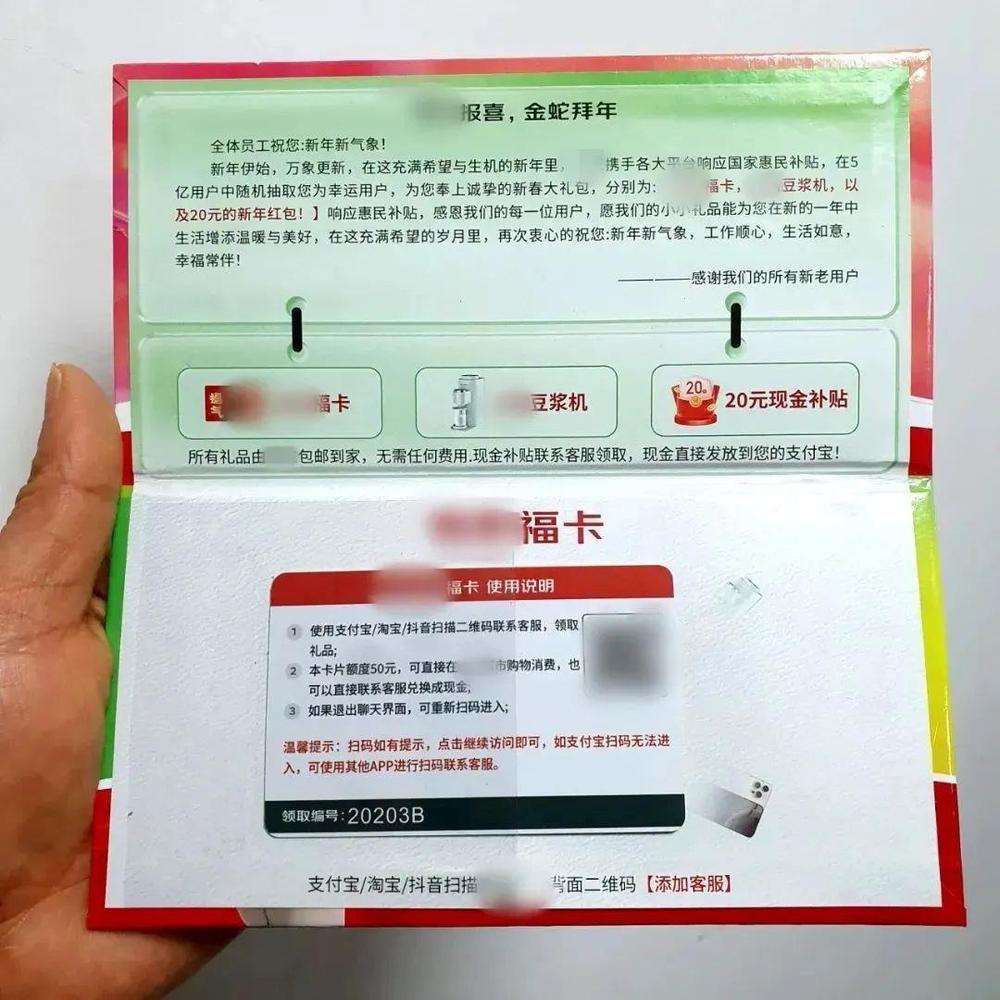 报喜，金蛇拜年
全体员工祝您:新年新气象！
新年伊始，万象更新，在这充满希望与生机的新年里， 携手各大平台响应国家惠民补贴，在5
亿用户中随机抽取您为幸运用户，为您奉上诚挚的新春大礼包，分别为： 福卡， 豆浆机，以
及20元的新年红包！】响应惠民补贴，感恩我们的每一位用户，愿我们的小小礼品能为您在新的一年中
生活增添温暖与美好，在这充满希望的岁月里，再次衷心的祝您:新年新气象，工作顺心，生活如意，
幸福常伴！
————感谢我们的所有新老用户
福卡
豆浆机
20元
20元现金补贴
所有礼品由 包邮到家，无需任何费用.现金补贴联系客服领取，现金直接发放到您的支付宝！
福卡
福卡 使用说明
1 使用支付宝/淘宝/抖音扫描二维码联系客服，领取
礼品;
2 本卡片额度50元，可直接在 市购物消费，也
可以直接联系客服兑换成现金;
3 如果退出聊天界面，可重新扫码进入;
温馨提示：扫码如有提示，点击继续访问即可，如支付宝扫码无法进
入，可使用其他APP进行扫码联系客服。
领取编号:20203B
支付宝/淘宝/抖音扫描 背面二维码【添加客服】